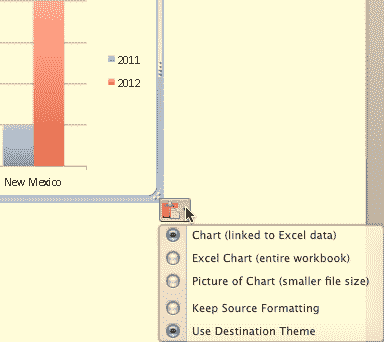 2011
2012
New Mexico
Chart (linked to Excel data)
Excel Chart (entire workbook)
Picture of Chart (smaller file size)
Keep Source Formatting
Use Destination Theme